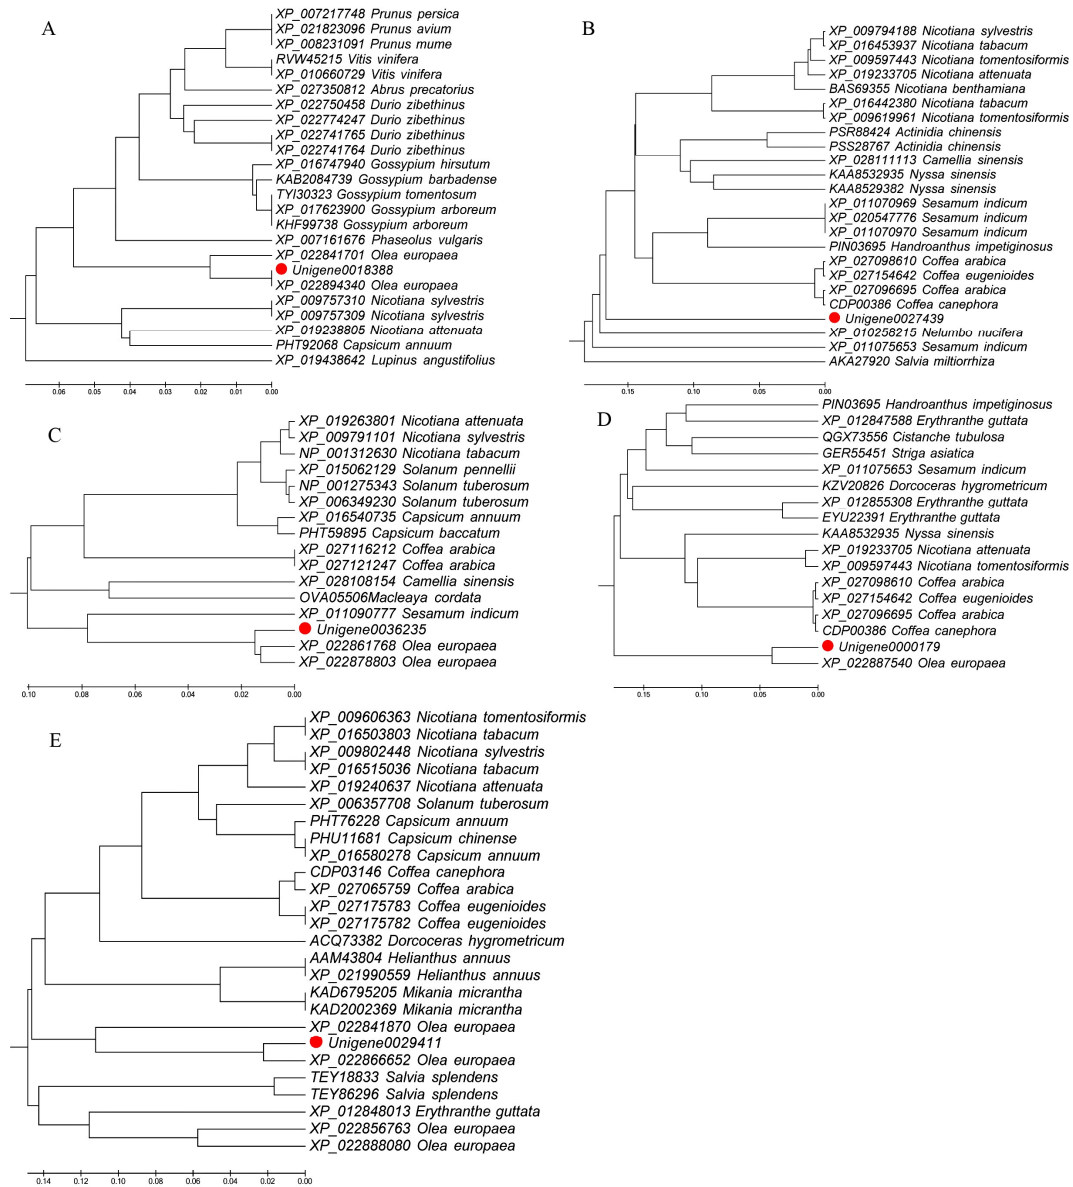 A
XP_007217748 Prunus persica
XP_021823096 Prunus avium
XP_008231091 Prunus mume
RVW45215 Vitis vinifera
XP_010660729 Vitis vinifera
XP_027350812 Abrus precatorius
XP_022750458 Durio zibethinus
XP_022774247 Durio zibethinus
XP_022741765 Durio zibethinus
XP_022741764 Durio zibethinus
XP_016747940 Gossypium hirsutum
KAB2084739 Gossypium barbadense
TYI30323 Gossypium tomentosum
XP_017623900 Gossypium arboreum
KHF99738 Gossypium arboreum
XP_007161676 Phaseolus vulgaris
XP_022841701 Olea europaea
Unigene0018388
XP_022894340 Olea europaea
XP_009757310 Nicotiana sylvestris
XP_009757309 Nicotiana sylvestris
XP_019238805 Nicotiana attenuata
PHT92068 Capsicum annuum
XP_019438642 Lupinus angustifolius
0.06 0.05 0.04 0.03 0.02 0.01 0.00
B
XP_009794188 Nicotiana sylvestris
XP_016453937 Nicotiana tabacum
XP_009597443 Nicotiana tomentosiformis
XP_019233705 Nicotiana attenuata
BAS69355 Nicotiana benthamiana
XP_016442380 Nicotiana tabacum
XP_009619961 Nicotiana tomentosiformis
PSR88424 Actinidia chinensis
PSS28767 Actinidia chinensis
XP_028111113 Camellia sinensis
KAA8532935 Nyssa sinensis
KAA8529382 Nyssa sinensis
XP_011070969 Sesamum indicum
XP_020547776 Sesamum indicum
XP_011070970 Sesamum indicum
PIN03695 Handroanthus impetiginosus
XP_027098610 Coffea arabica
XP_027154642 Coffea eugenioides
XP_027096695 Coffea arabica
CDP00386 Coffea canephora
Unigene0027439
XP_010258215 Nelumbo nucifera
XP_011075653 Sesamum indicum
AKA27920 Salvia miltiorrhiza
0.15 0.10 0.05 0.00
C
XP_019263801 Nicotiana attenuata
XP_009791101 Nicotiana sylvestris
NP_001312630 Nicotiana tabacum
XP_015062129 Solanum pennellii
NP_001275343 Solanum tuberosum
XP_006349230 Solanum tuberosum
XP_016540735 Capsicum annuum
PHT59895 Capsicum baccatum
XP_027116212 Coffea arabica
XP_027121247 Coffea arabica
XP_028108154 Camellia sinensis
OVA05506Macleaya cordata
XP_011090777 Sesamum indicum
Unigene0036235
XP_022861768 Olea europaea
XP_022878803 Olea europaea
0.10 0.08 0.06 0.04 0.02 0.00
D
PIN03695 Handroanthus impetiginosus
XP_012847588 Erythranthe guttata
QGX73556 Cistanche tubulosa
GER55451 Striga asiatica
XP_011075653 Sesamum indicum
KZV20826 Dorcoceras hygrometricum
XP_012855308 Erythranthe guttata
EYU22391 Erythranthe guttata
KAA8532935 Nyssa sinensis
XP_019233705 Nicotiana attenuata
XP_009597443 Nicotiana tomentosiformis
XP_027098610 Coffea arabica
XP_027154642 Coffea eugenioides
XP_027096695 Coffea arabica
CDP00386 Coffea canephora
Unigene0000179
XP_022887540 Olea europaea
0.15 0.10 0.05 0.00
E
XP_009606363 Nicotiana tomentosiformis
XP_016503803 Nicotiana tabacum
XP_009802448 Nicotiana sylvestris
XP_016515036 Nicotiana tabacum
XP_019240637 Nicotiana attenuata
XP_006357708 Solanum tuberosum
PHT76228 Capsicum annuum
PHU11681 Capsicum chinense
XP_016580278 Capsicum annuum
CDP03146 Coffea canephora
XP_027065759 Coffea arabica
XP_027175783 Coffea eugenioides
XP_027175782 Coffea eugenioides
ACQ73382 Dorcoceras hygrometricum
AAM43804 Helianthus annuus
XP_021990559 Helianthus annuus
KAD6795205 Mikania micrantha
KAD2002369 Mikania micrantha
XP_022841870 Olea europaea
Unigene0029411
XP_022866652 Olea europaea
TEY18833 Salvia splendens
TEY86296 Salvia splendens
XP_012848013 Erythranthe guttata
XP_022856763 Olea europaea
XP_022888080 Olea europaea
0.14 0.12 0.10 0.08 0.06 0.04 0.02 0.00